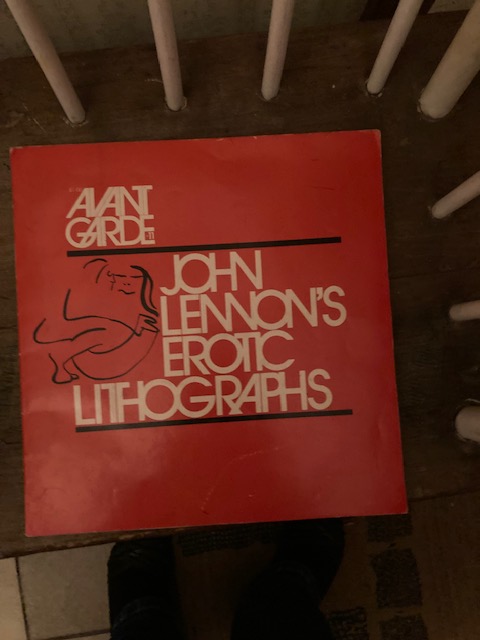 AVANT
GARDE
JOHN
LENNON'S
EROTIC
LITHOGRAPHS